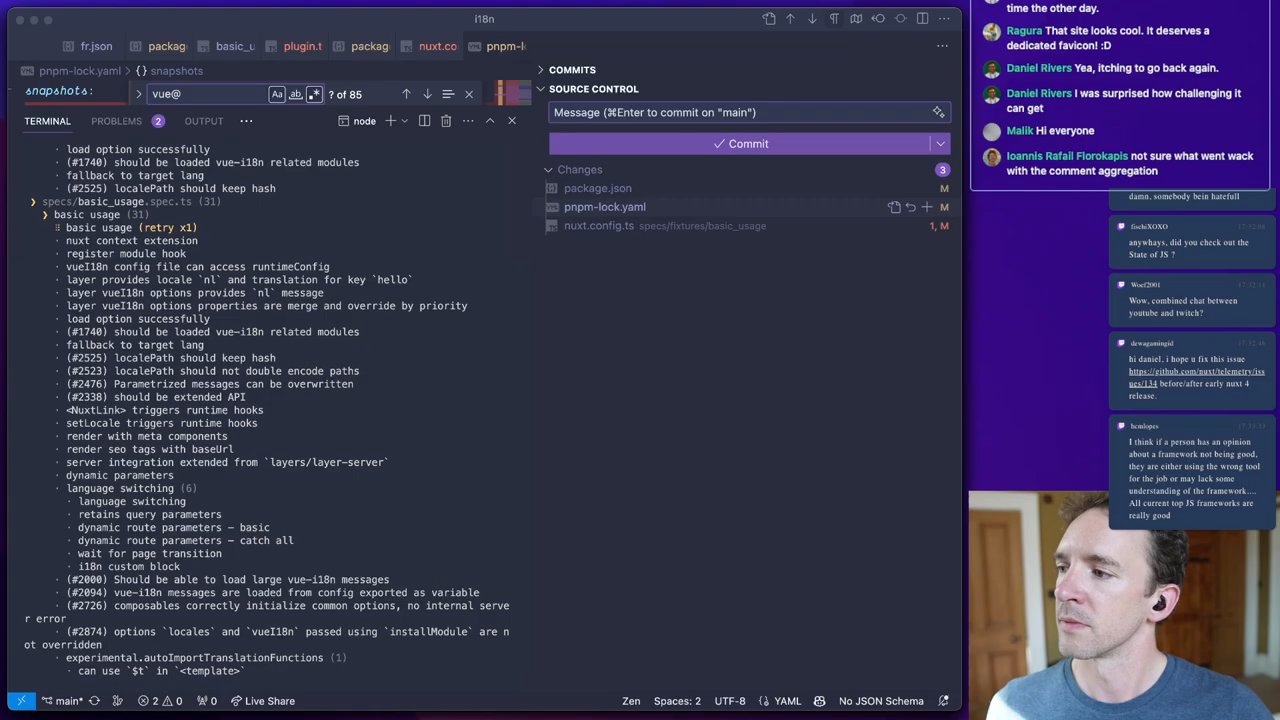 i18n
fr.json
packag
basic_u
plugin.t
packag
nuxt.co
pnpm-l
pnpm-lock.yaml > {} snapshots
snapshots:
vue@
Aa
ab
? of 85
TERMINAL
PROBLEMS 2
OUTPUT
node
load option successfully
(#1740) should be loaded vue-i18n related modules
fallback to target lang
(#2525) localePath should keep hash
❯ specs/basic_usage.spec.ts (31)
❯ basic usage (31)
basic usage (retry x1)
· nuxt context extension
· register module hook
· vueI18n config file can access runtimeConfig
· layer provides locale `nl` and translation for key `hello`
· layer vueI18n options provides `nl` message
· layer vueI18n options properties are merge and override by priority
· load option successfully
· (#1740) should be loaded vue-i18n related modules
· fallback to target lang
· (#2525) localePath should keep hash
· (#2523) localePath should not double encode paths
· (#2476) Parametrized messages can be overwritten
· (#2338) should be extended API
· <NuxtLink> triggers runtime hooks
· setLocale triggers runtime hooks
· render with meta components
· render seo tags with baseUrl
· server integration extended from `layers/layer-server`
· dynamic parameters
· language switching (6)
· language switching
· retains query parameters
· dynamic route parameters – basic
· dynamic route parameters – catch all
· wait for page transition
· i18n custom block
· (#2000) Should be able to load large vue-i18n messages
· (#2094) vue-i18n messages are loaded from config exported as variable
· (#2726) composables correctly initialize common options, no internal serve
r error
· (#2874) options `locales` and `vueI18n` passed using `installModule` are n
ot overridden
· experimental.autoImportTranslationFunctions (1)
· can use `$t` in `<template>`
COMMITS
SOURCE CONTROL
Message (⌘Enter to commit on "main")
Commit
Changes
3
package.json
M
pnpm-lock.yaml
M
nuxt.config.ts specs/fixtures/basic_usage
1, M
main*
2
0
0
Live Share
Zen
Spaces: 2
UTF-8
{} YAML
No JSON Schema
time the other day.
Ragura That site looks cool. It deserves a
dedicated favicon! :D
Daniel Rivers Yea, itching to go back again.
Daniel Rivers I was surprised how challenging it
can get
Malik Hi everyone
Ioannis Rafail Florokapis not sure what went wack
with the comment aggregation
damn, somebody bein hatefull
fischiXOXO
anywhays, did you check out the
State of JS ?
Woef2001
17:32:11
Wow, combined chat between
youtube and twitch?
dewagamingid
hi daniel, i hope u fix this issue
https://github.com/nuxt/telemetry/iss
ues/134 before/after early nuxt 4
release.
hcmlopes
I think if a person has an opinion
about a framework not being good,
they are either using the wrong tool
for the job or may lack some
understanding of the framework....
All current top JS frameworks are
really good